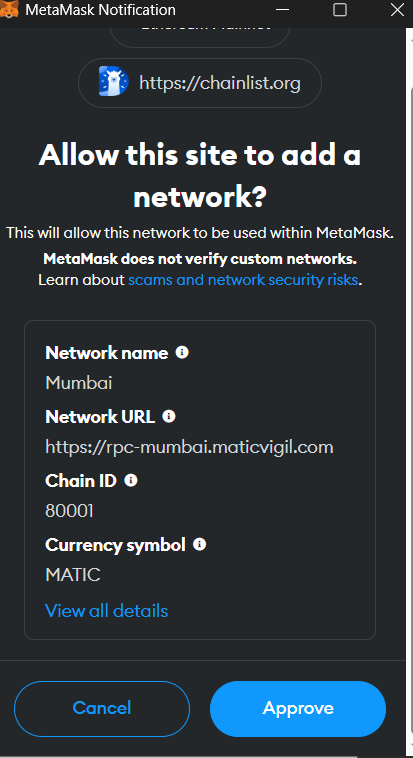 MetaMask Notification
Ethereum Mainnet
https://chainlist.org
Allow this site to add a
network?
This will allow this network to be used within MetaMask.
MetaMask does not verify custom networks.
Learn about scams and network security risks.
Network name
Mumbai
Network URL
https://rpc-mumbai.maticvigil.com
Chain ID
80001
Currency symbol
MATIC
View all details
Cancel
Approve